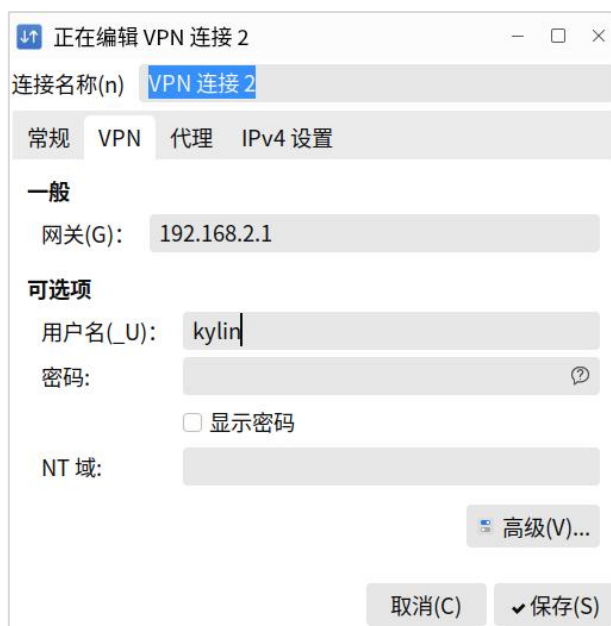 正在编辑 VPN 连接 2
连接名称(n) VPN 连接 2
常规 VPN 代理 IPv4 设置
一般
网关(G): 192.168.2.1
可选项
用户名(_U): kylin
密码:
显示密码
NT 域:
高级(V)...
取消(C) 保存(S)